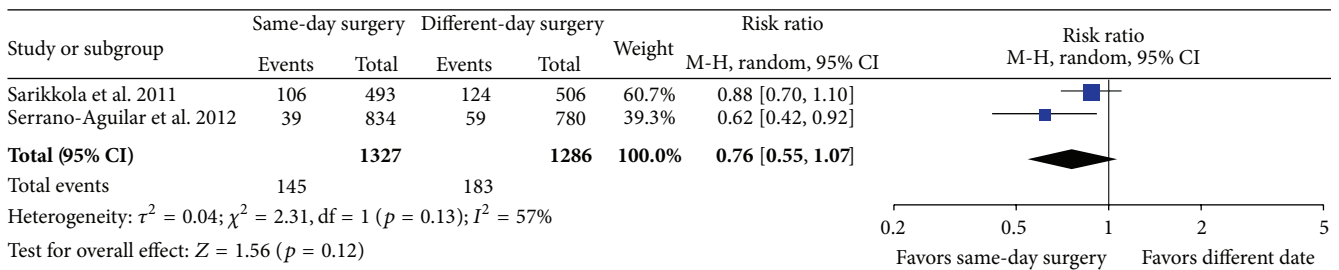 Study or subgroup Same-day surgery Different-day surgery Weight Risk ratio Risk ratio
Events Total Events Total M-H, random, 95% CI M-H, random, 95% CI
Sarikkola et al. 2011 106 493 124 506 60.7% 0.88 [0.70, 1.10]
Serrano-Aguilar et al. 2012 39 834 59 780 39.3% 0.62 [0.42, 0.92]
Total (95% CI) 1327 1286 100.0% 0.76 [0.55, 1.07]
Total events 145 183
Heterogeneity: τ² = 0.04; χ² = 2.31, df = 1 (p = 0.13); I² = 57%
Test for overall effect: Z = 1.56 (p = 0.12)
0.2 0.5 1 2 5
Favors same-day surgery Favors different date